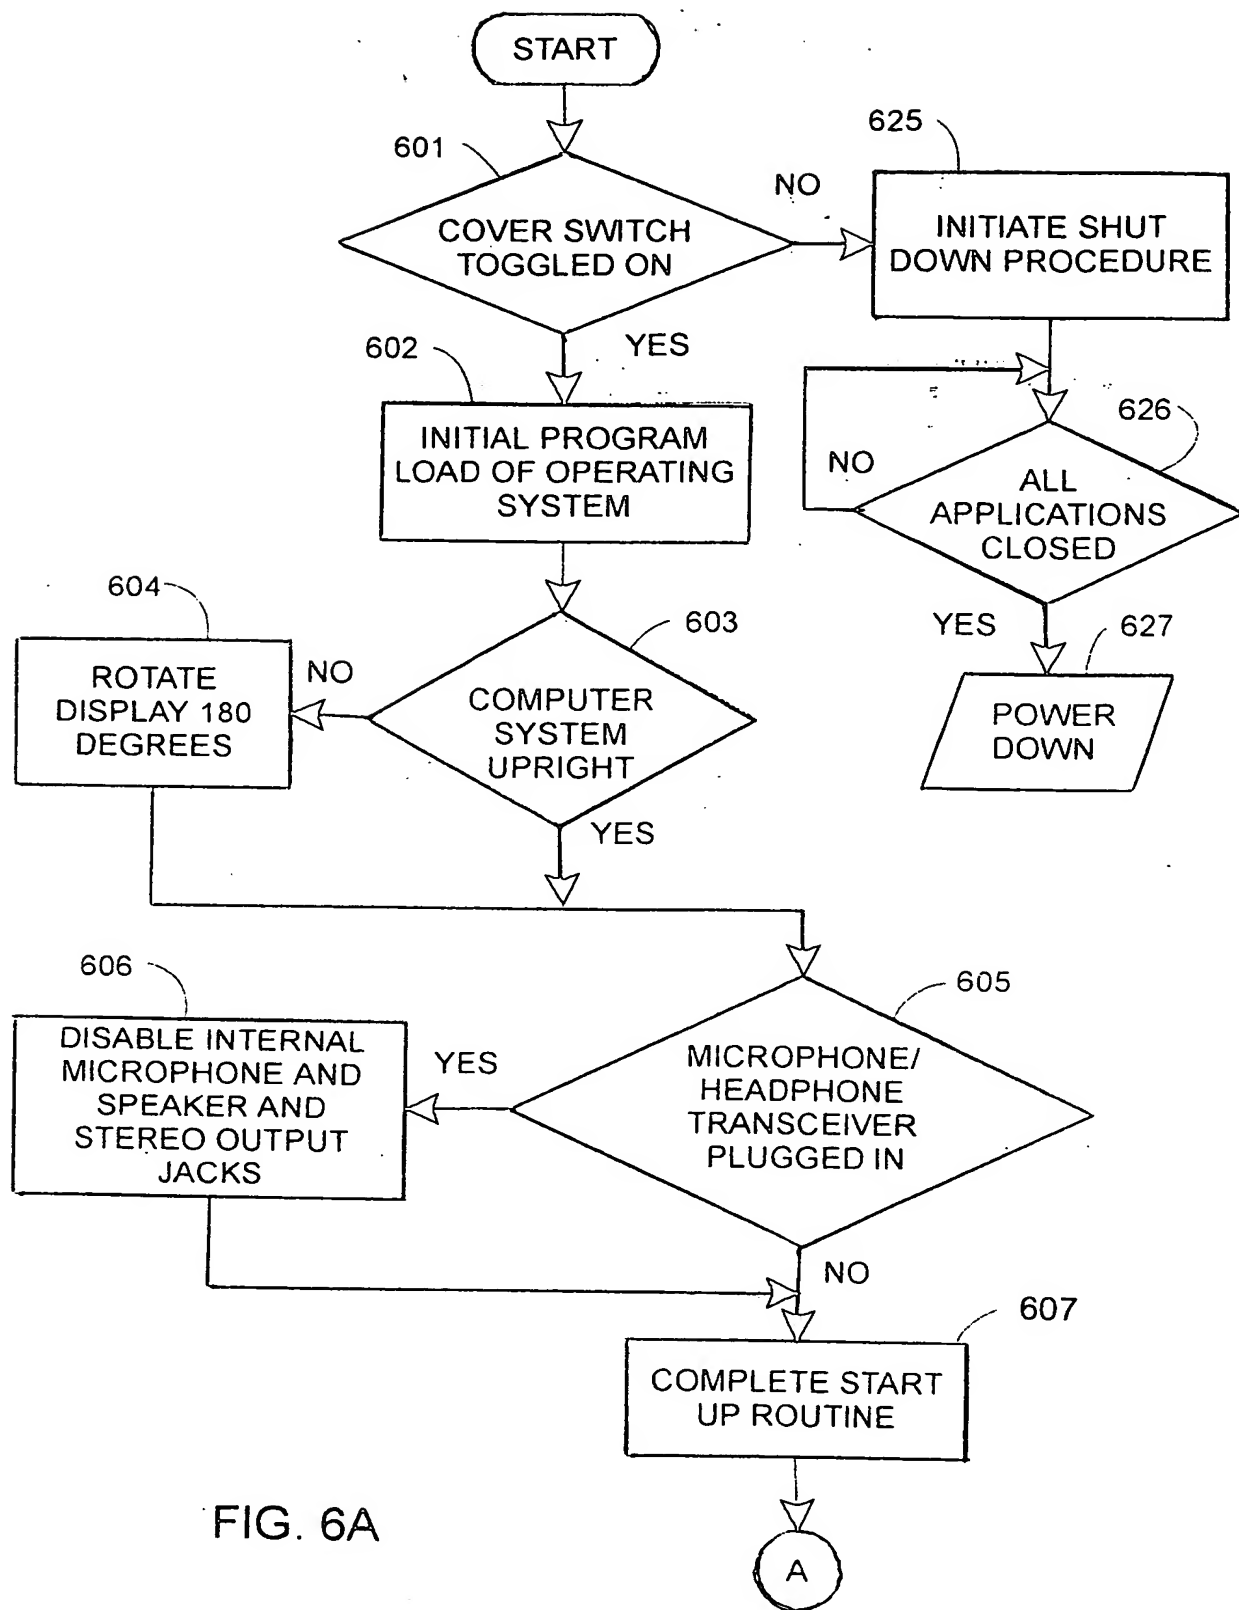 START
601
COVER SWITCH
TOGGLED ON
NO
625
INITIATE SHUT
DOWN PROCEDURE
YES
602
INITIAL PROGRAM
LOAD OF OPERATING
SYSTEM
626
NO
ALL
APPLICATIONS
CLOSED
YES
627
POWER
DOWN
604
ROTATE
DISPLAY 180
DEGREES
NO
603
COMPUTER
SYSTEM
UPRIGHT
YES
606
DISABLE INTERNAL
MICROPHONE AND
SPEAKER AND
STEREO OUTPUT
JACKS
YES
605
MICROPHONE/
HEADPHONE
TRANSCEIVER
PLUGGED IN
NO
607
COMPLETE START
UP ROUTINE
A
FIG. 6A